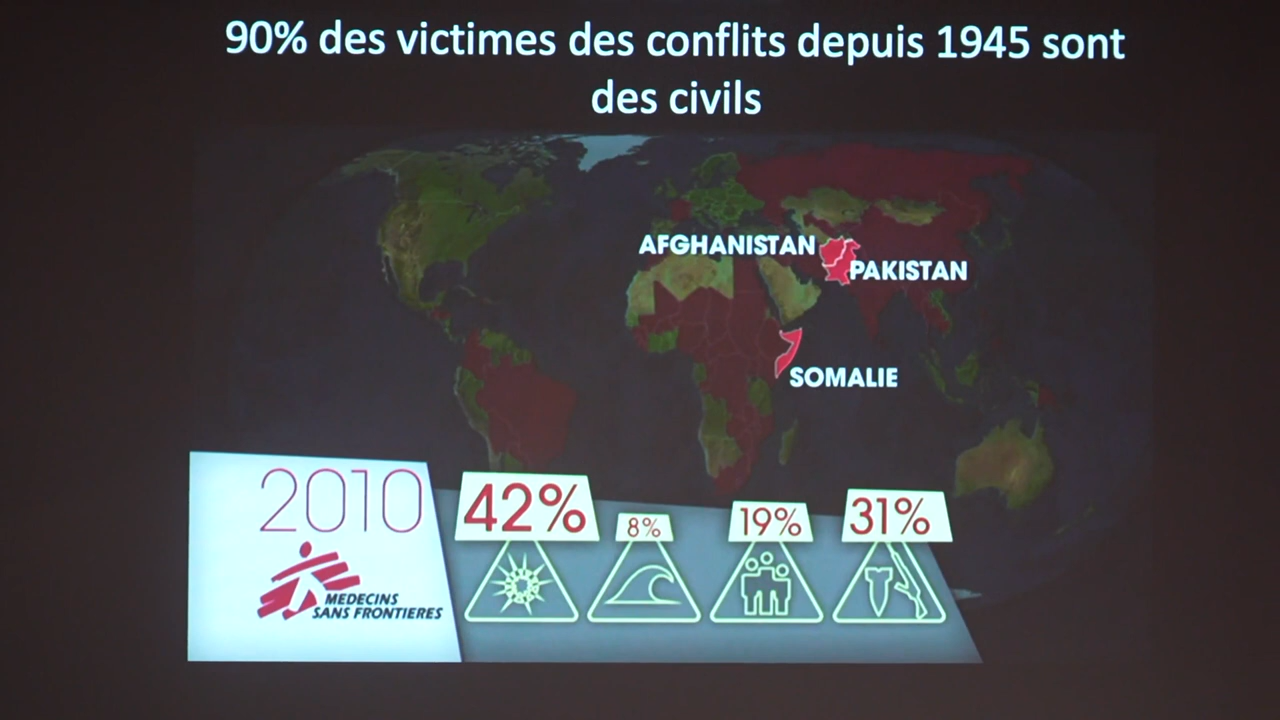 90% des victimes des conflits depuis 1945 sont
des civils
AFGHANISTAN
PAKISTAN
SOMALIE
2010
42%
8%
19%
31%
MEDECINS
SANS FRONTIERES